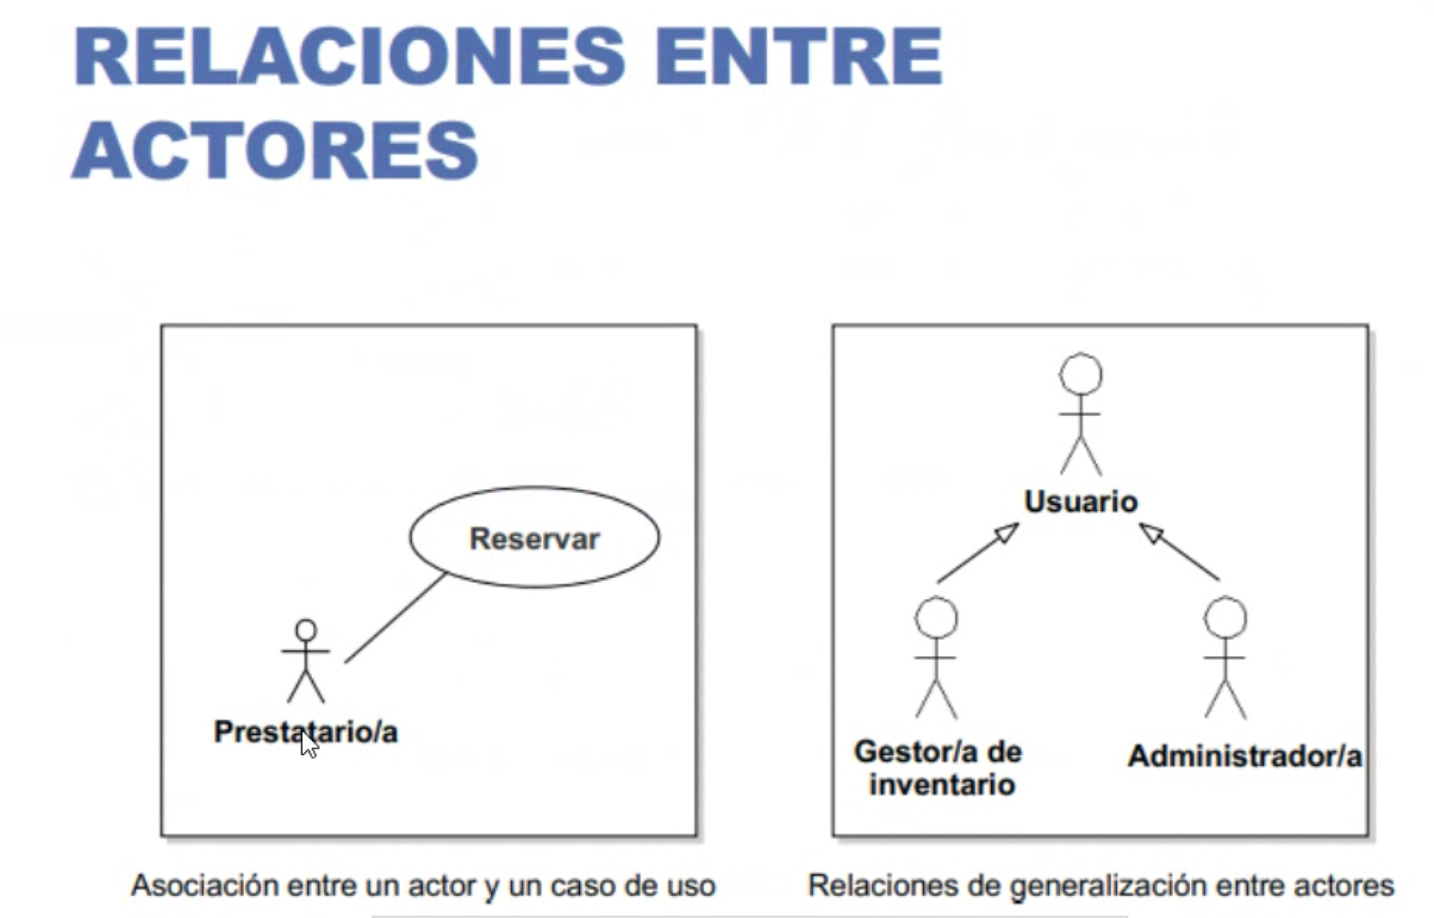 RELACIONES ENTRE
ACTORES
Reservar
Prestatario/a
Asociación entre un actor y un caso de uso
Usuario
Gestor/a de
inventario
Administrador/a
Relaciones de generalización entre actores